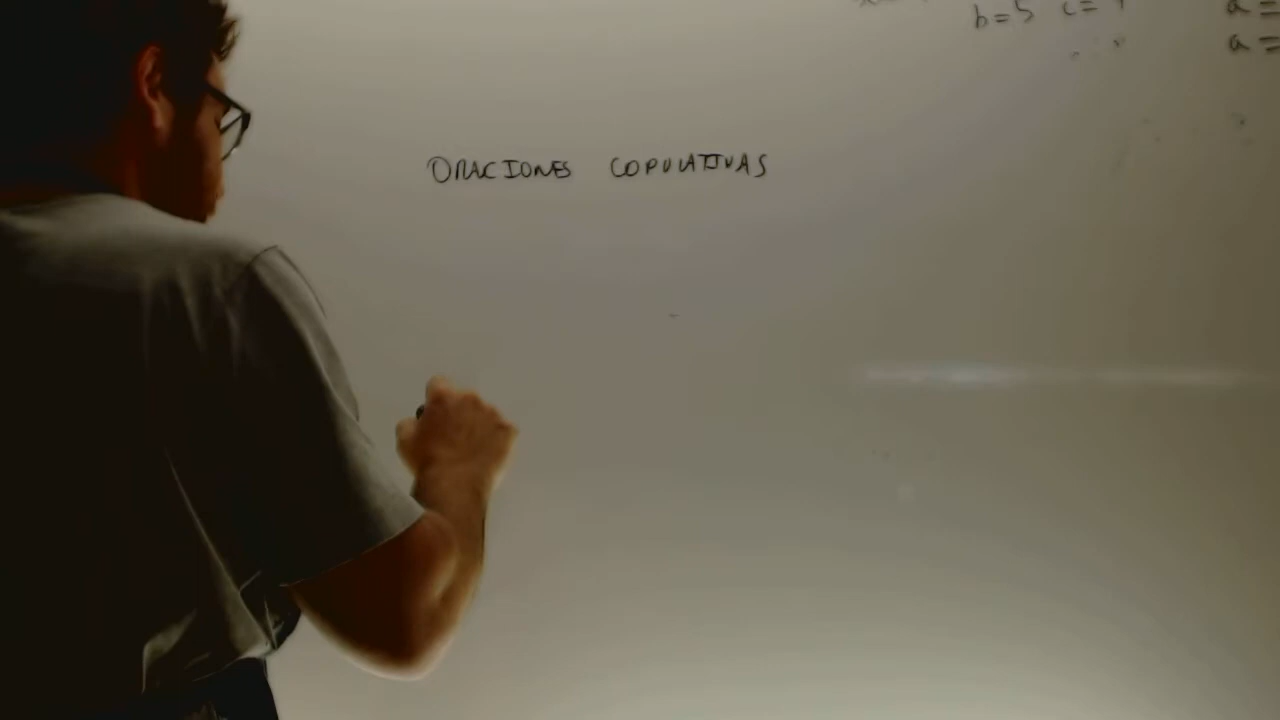 b=5 c=
a=
a=
ORACIONES COPULATIVAS